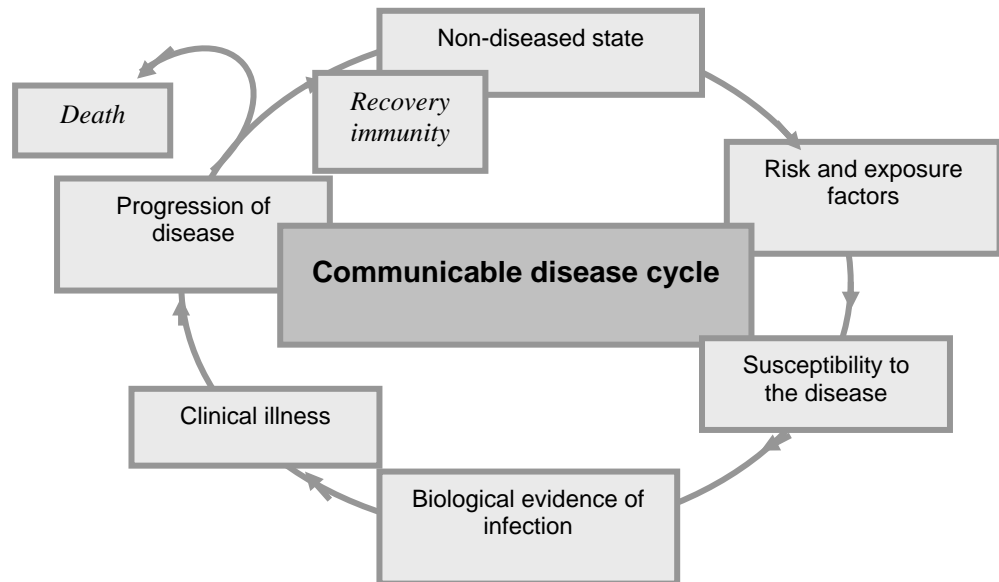 Non-diseased state
Death
Recovery
immunity
Risk and exposure
factors
Progression of
disease
Communicable disease cycle
Susceptibility to
the disease
Clinical illness
Biological evidence of
infection